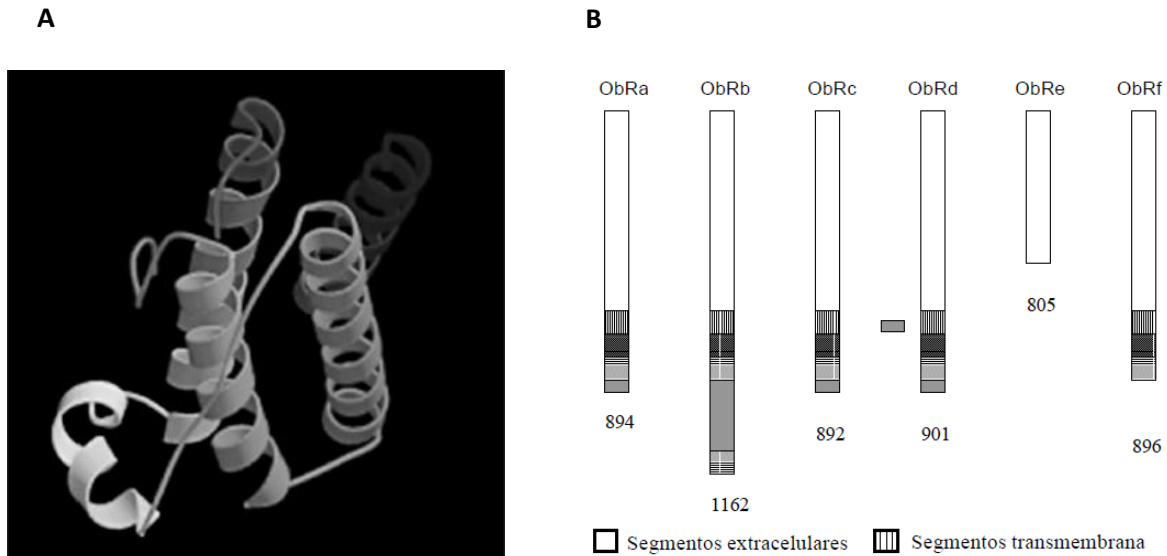 A
B
ObRa ObRb ObRc ObRd ObRe ObRf
805
894 892 901 896
1162
Segmentos extracelulares Segmentos transmembrana